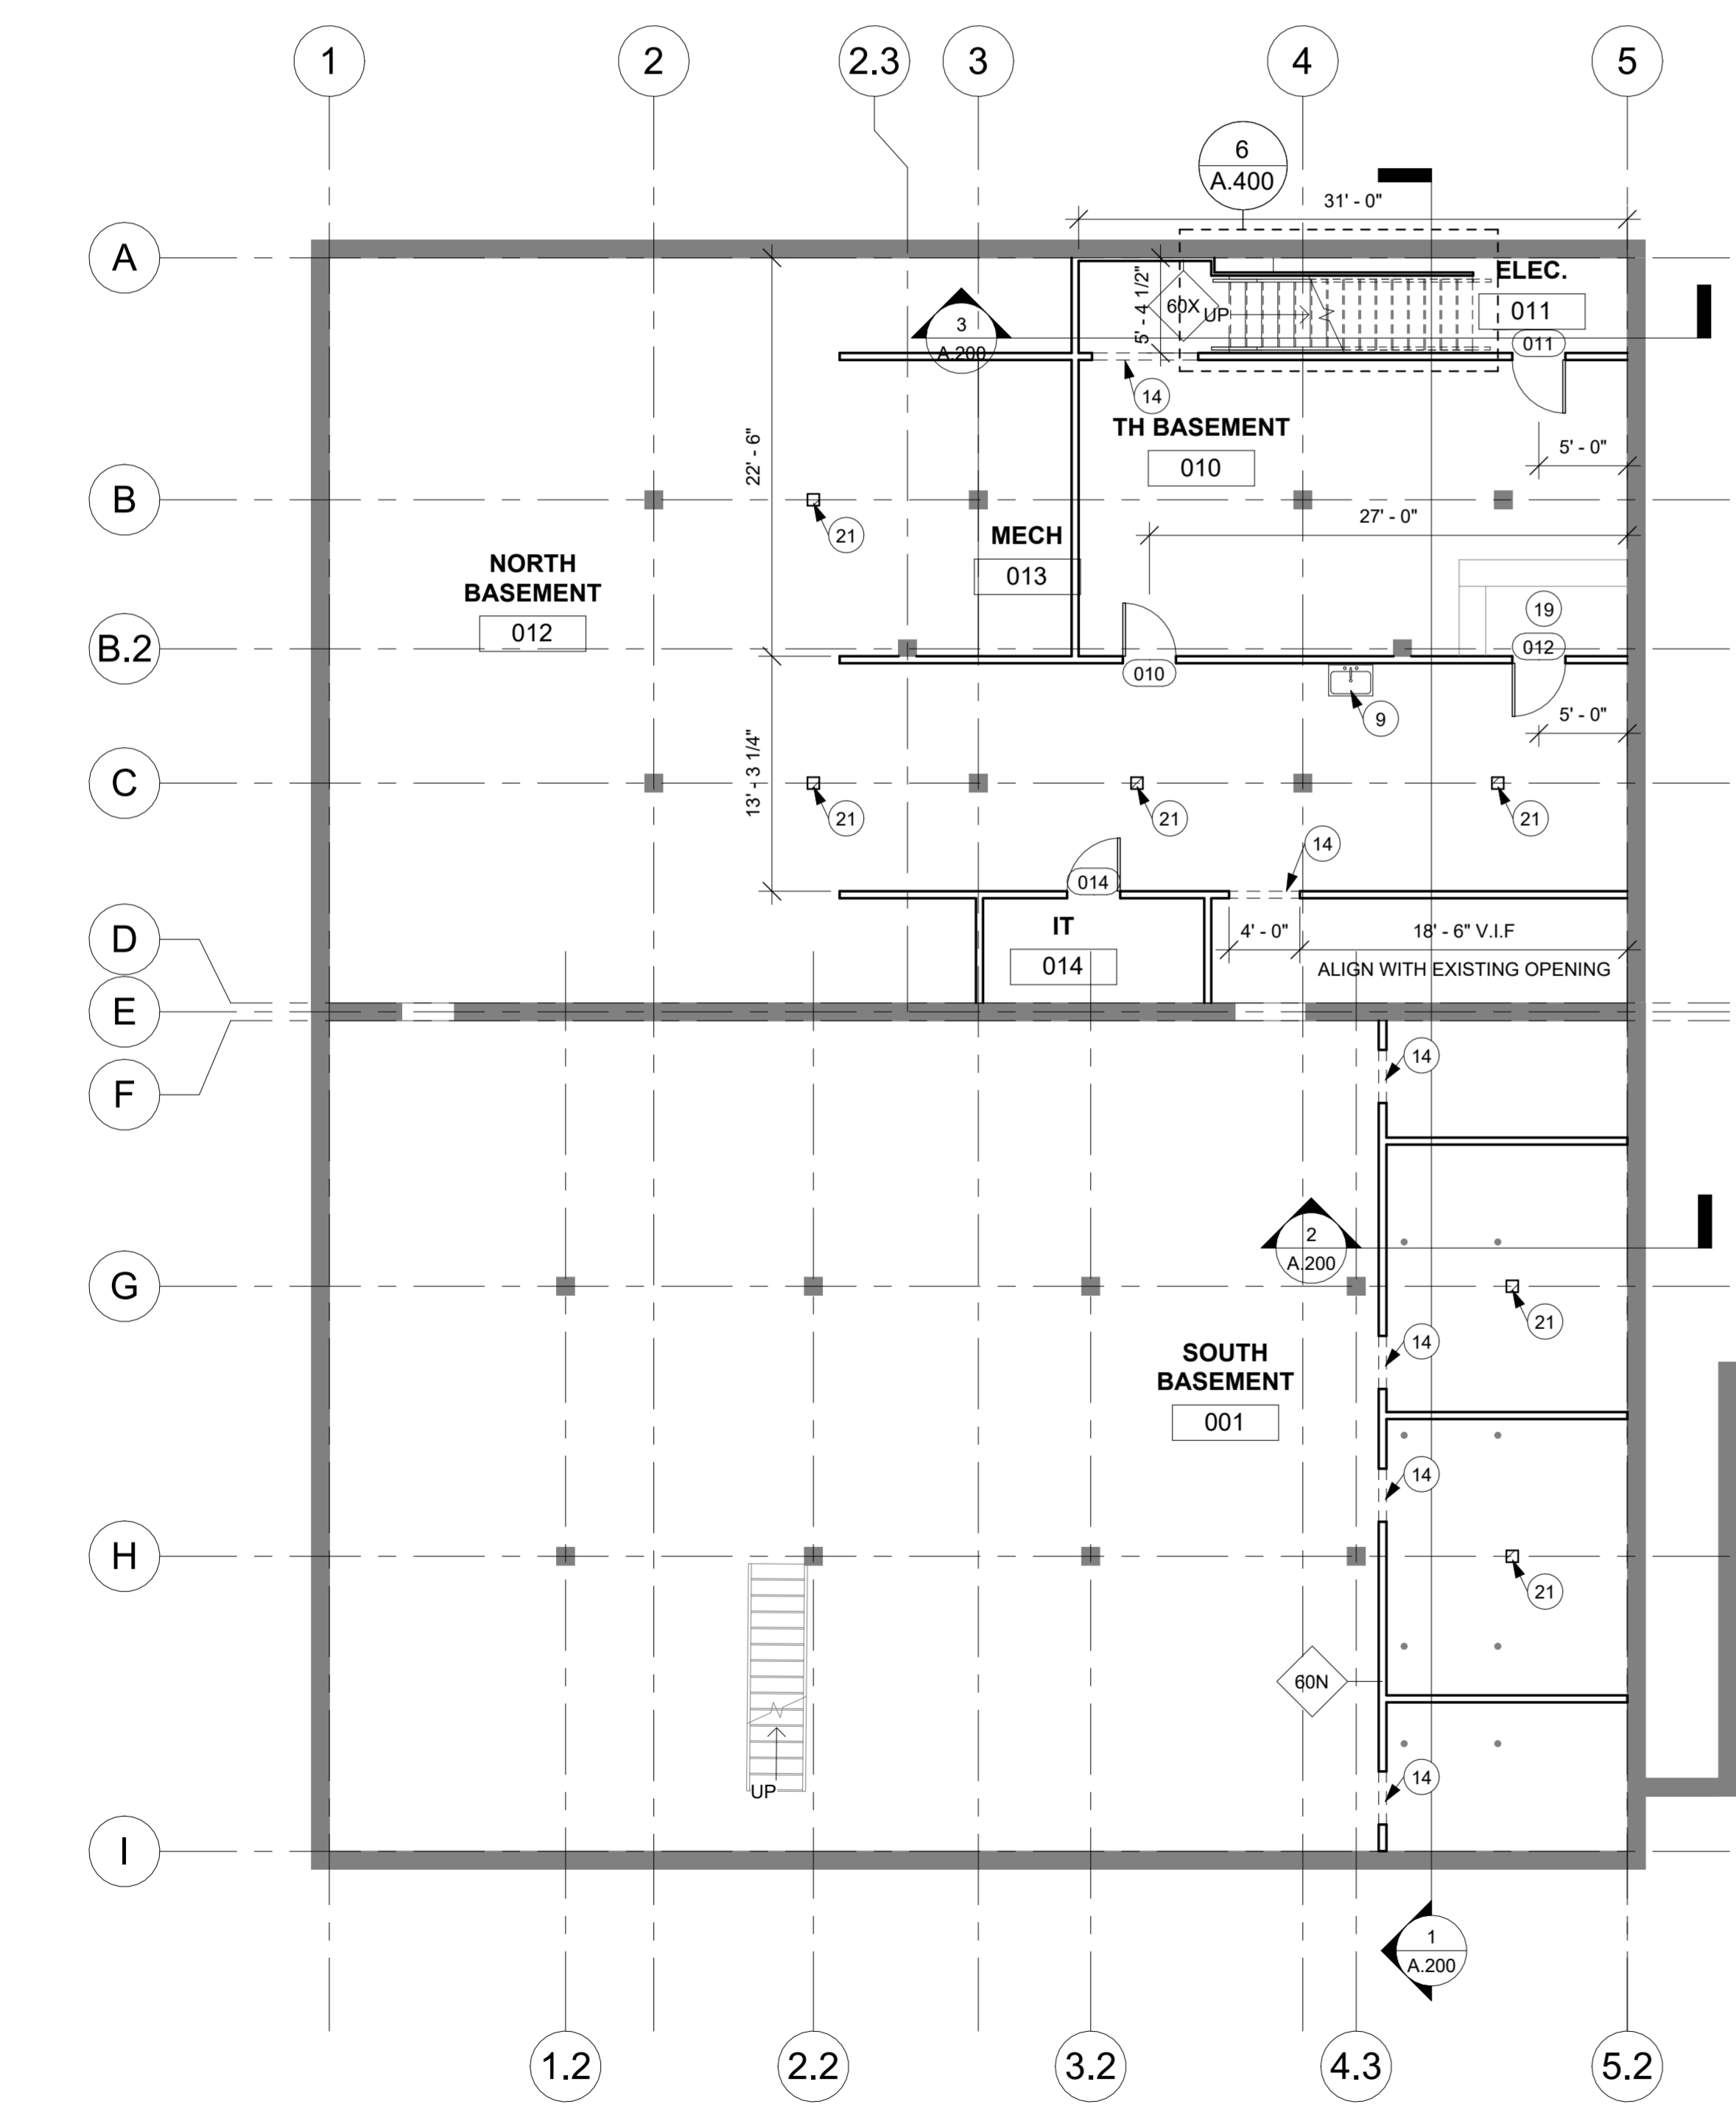 1
2
2.3
3
4
5
6
A.400
31' - 0"
A
5' - 4 1/2"
60X
UP
ELEC.
011
011
3
A.200
14
TH BASEMENT
010
5' - 0"
22' - 6"
B
27' - 0"
21
MECH
013
NORTH
BASEMENT
012
19
B.2
012
010
9
5' - 0"
13' - 3 1/4"
C
21
21
21
14
014
IT
014
4' - 0"
18' - 6" V.I.F
ALIGN WITH EXISTING OPENING
D
E
F
14
2
A.200
G
21
14
SOUTH
BASEMENT
001
14
H
21
60N
UP
14
I
1
A.200
1.2
2.2
3.2
4.3
5.2